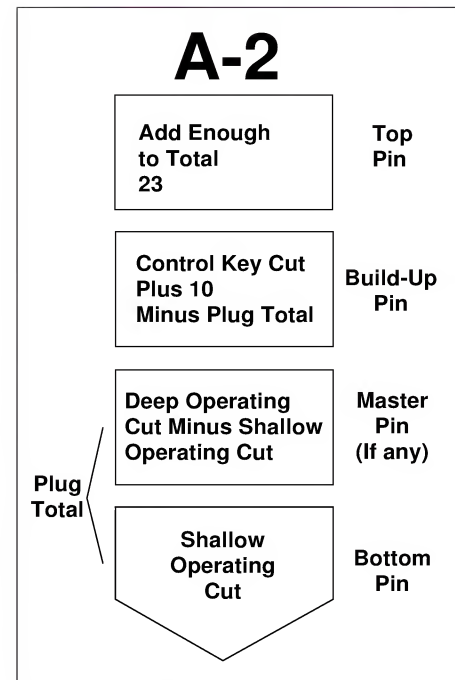 A-2
Add Enough
to Total
23
Top
Pin
Control Key Cut
Plus 10
Minus Plug Total
Build-Up
Pin
Deep Operating
Cut Minus Shallow
Operating Cut
Master
Pin
(If any)
Plug
Total
Shallow
Operating
Cut
Bottom
Pin